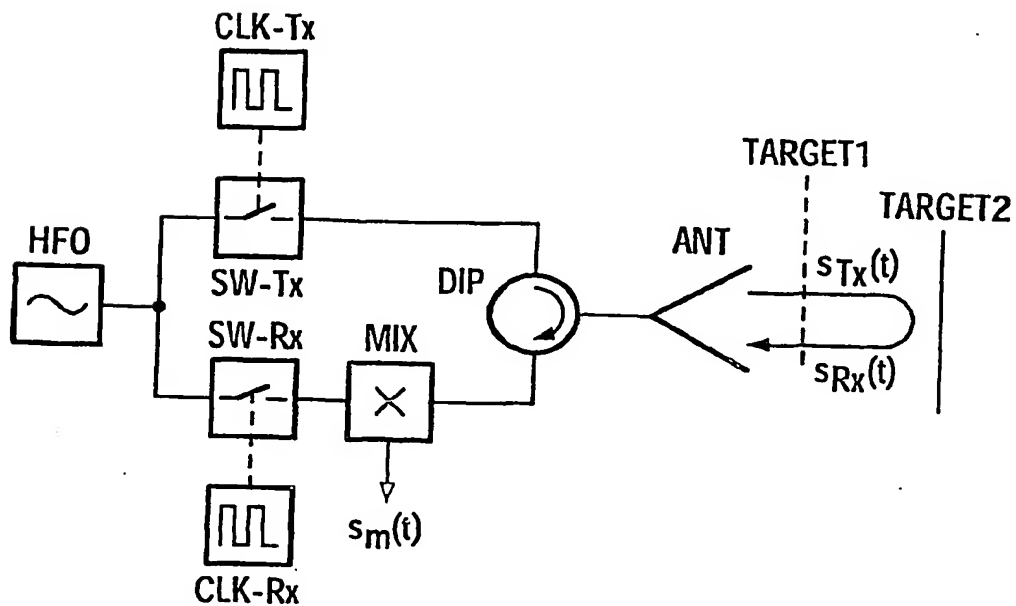 CLK-Tx
TARGET1
TARGET2
HFO
SW-Tx
DIP
ANT
sTx(t)
SW-Rx
MIX
sRx(t)
sm(t)
CLK-Rx